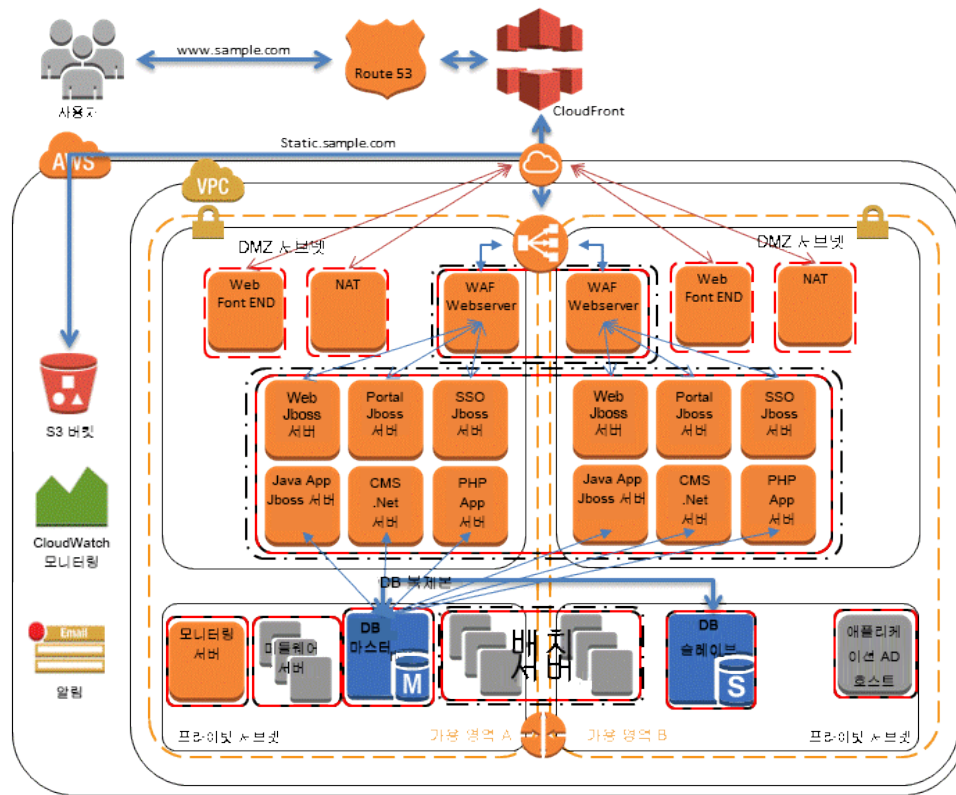 www.sample.com
Route 53
사용자
CloudFront
Static.sample.com
AWS
VPC
DMZ 서브넷
DMZ 서브넷
Web
Font END
NAT
WAF
Webserver
WAF
Webserver
Web
Font END
NAT
Web
Jboss
서버
Portal
Jboss
서버
SSO
Jboss
서버
Web
Jboss
서버
Portal
Jboss
서버
SSO
Jboss
서버
S3 버킷
Java App
Jboss 서버
CMS
.Net
서버
PHP
App
서버
Java App
Jboss 서버
CMS
.Net
서버
PHP
App
서버
CloudWatch
모니터링
DB 복제본
Email
알림
모니터링
서버
미들웨어
서버
DB
마스터
M
배치
서버
DB
슬레이브
S
애플리케
이션 AD
호스트
프라이빗 서브넷
가용 영역 A
가용 영역 B
프라이빗 서브넷